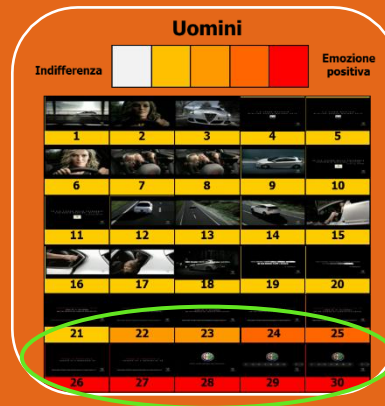 Uomini
Indifferenza
Emozione
positiva
1 2 3 4 5
6 7 8 9 10
11 12 13 14 15
16 17 18 19 20
21 22 23 24 25
26 27 28 29 30